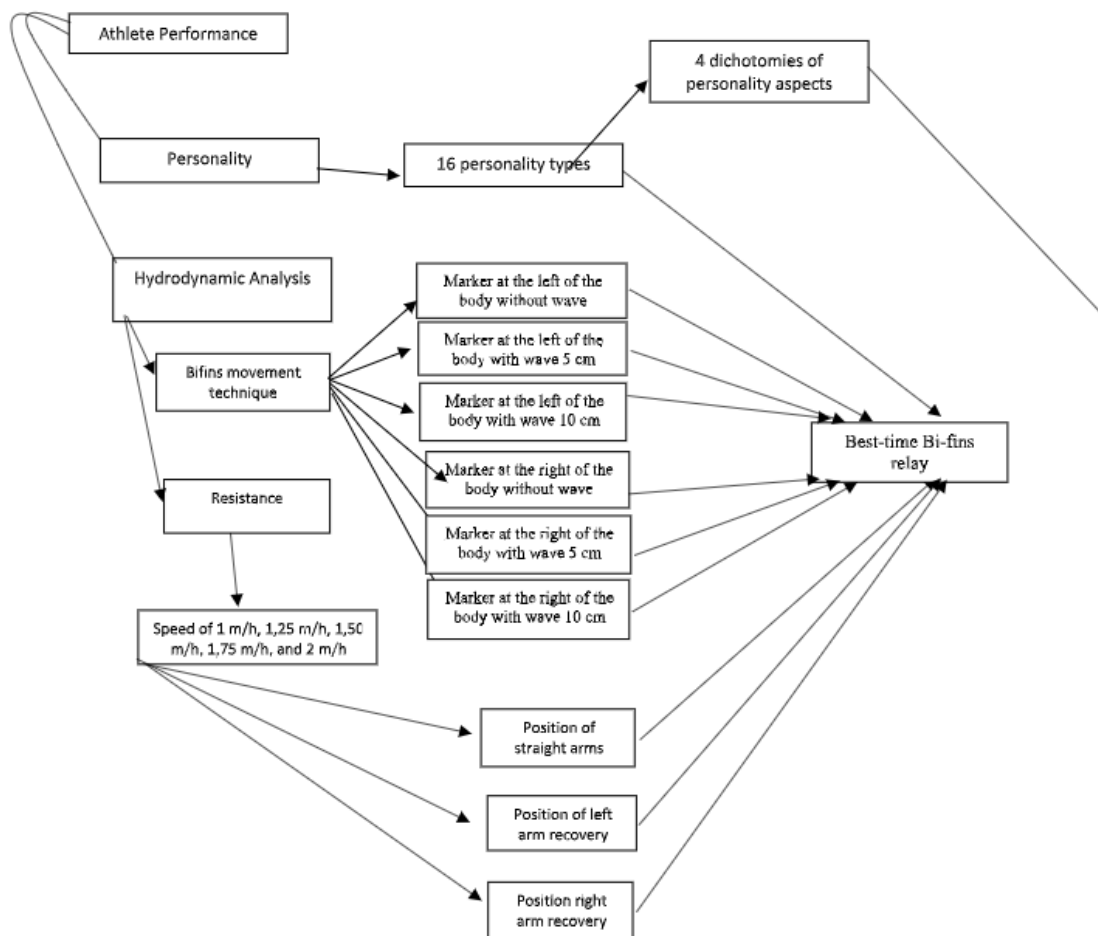 Athlete Performance
4 dichotomies of
personality aspects
Personality
16 personality types
Hydrodynamic Analysis
Marker at the left of the
body without wave
Marker at the left of the
body with wave 5 cm
Bifins movement
technique
Marker at the left of the
body with wave 10 cm
Best-time Bi-fins
relay
Marker at the right of the
body without wave
Resistance
Marker at the right of the
body with wave 5 cm
Marker at the right of the
body with wave 10 cm
Speed of 1 m/h, 1,25 m/h, 1,50
m/h, 1,75 m/h, and 2 m/h
Position of
straight arms
Position of left
arm recovery
Position right
arm recovery